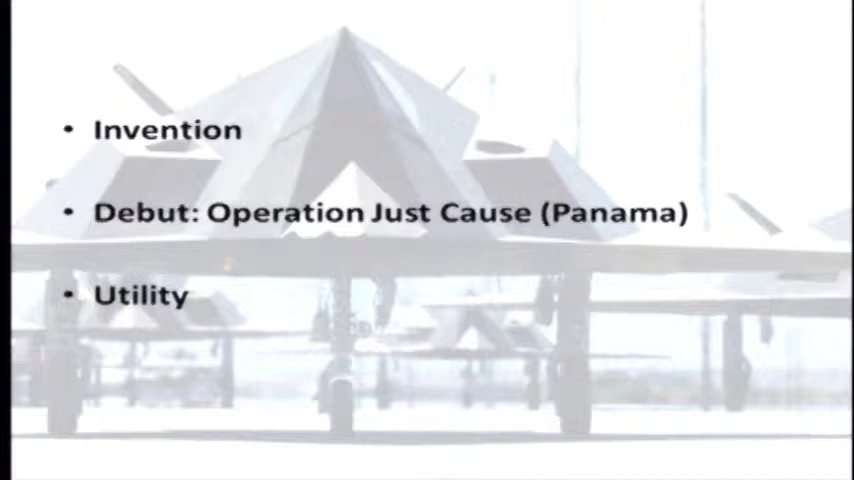 • Invention
• Debut: Operation Just Cause (Panama)
• Utility